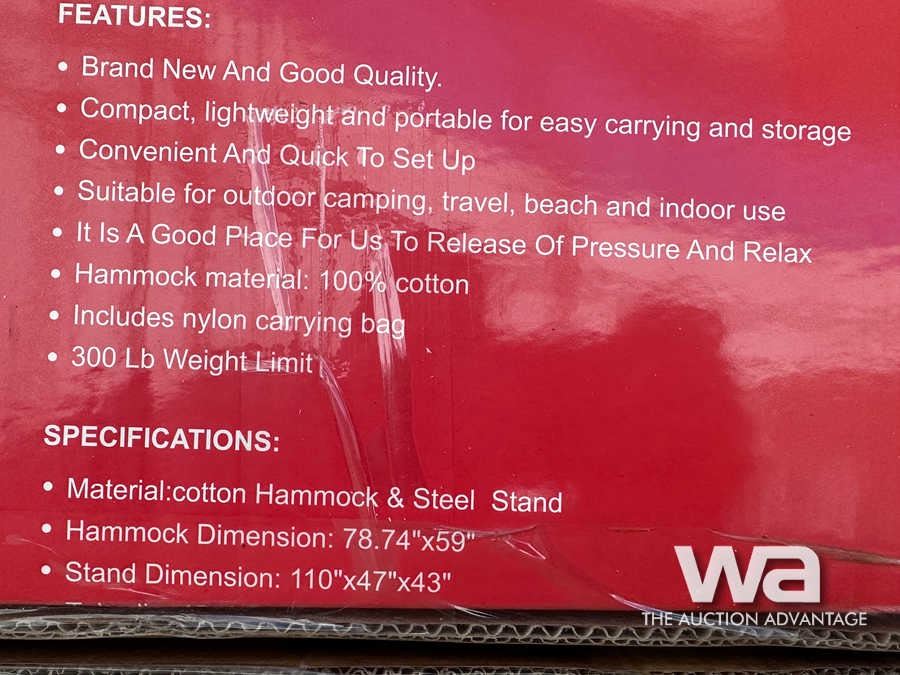 FEATURES:
• Brand New And Good Quality.
• Compact, lightweight and portable for easy carrying and storage
• Convenient And Quick To Set Up
• Suitable for outdoor camping, travel, beach and indoor use
• It Is A Good Place For Us To Release Of Pressure And Relax
• Hammock material: 100% cotton
• Includes nylon carrying bag
• 300 Lb Weight Limit
SPECIFICATIONS:
• Material:cotton Hammock & Steel Stand
• Hammock Dimension: 78.74"x59"
• Stand Dimension: 110"x47"x43"
wa
THE AUCTION ADVANTAGE